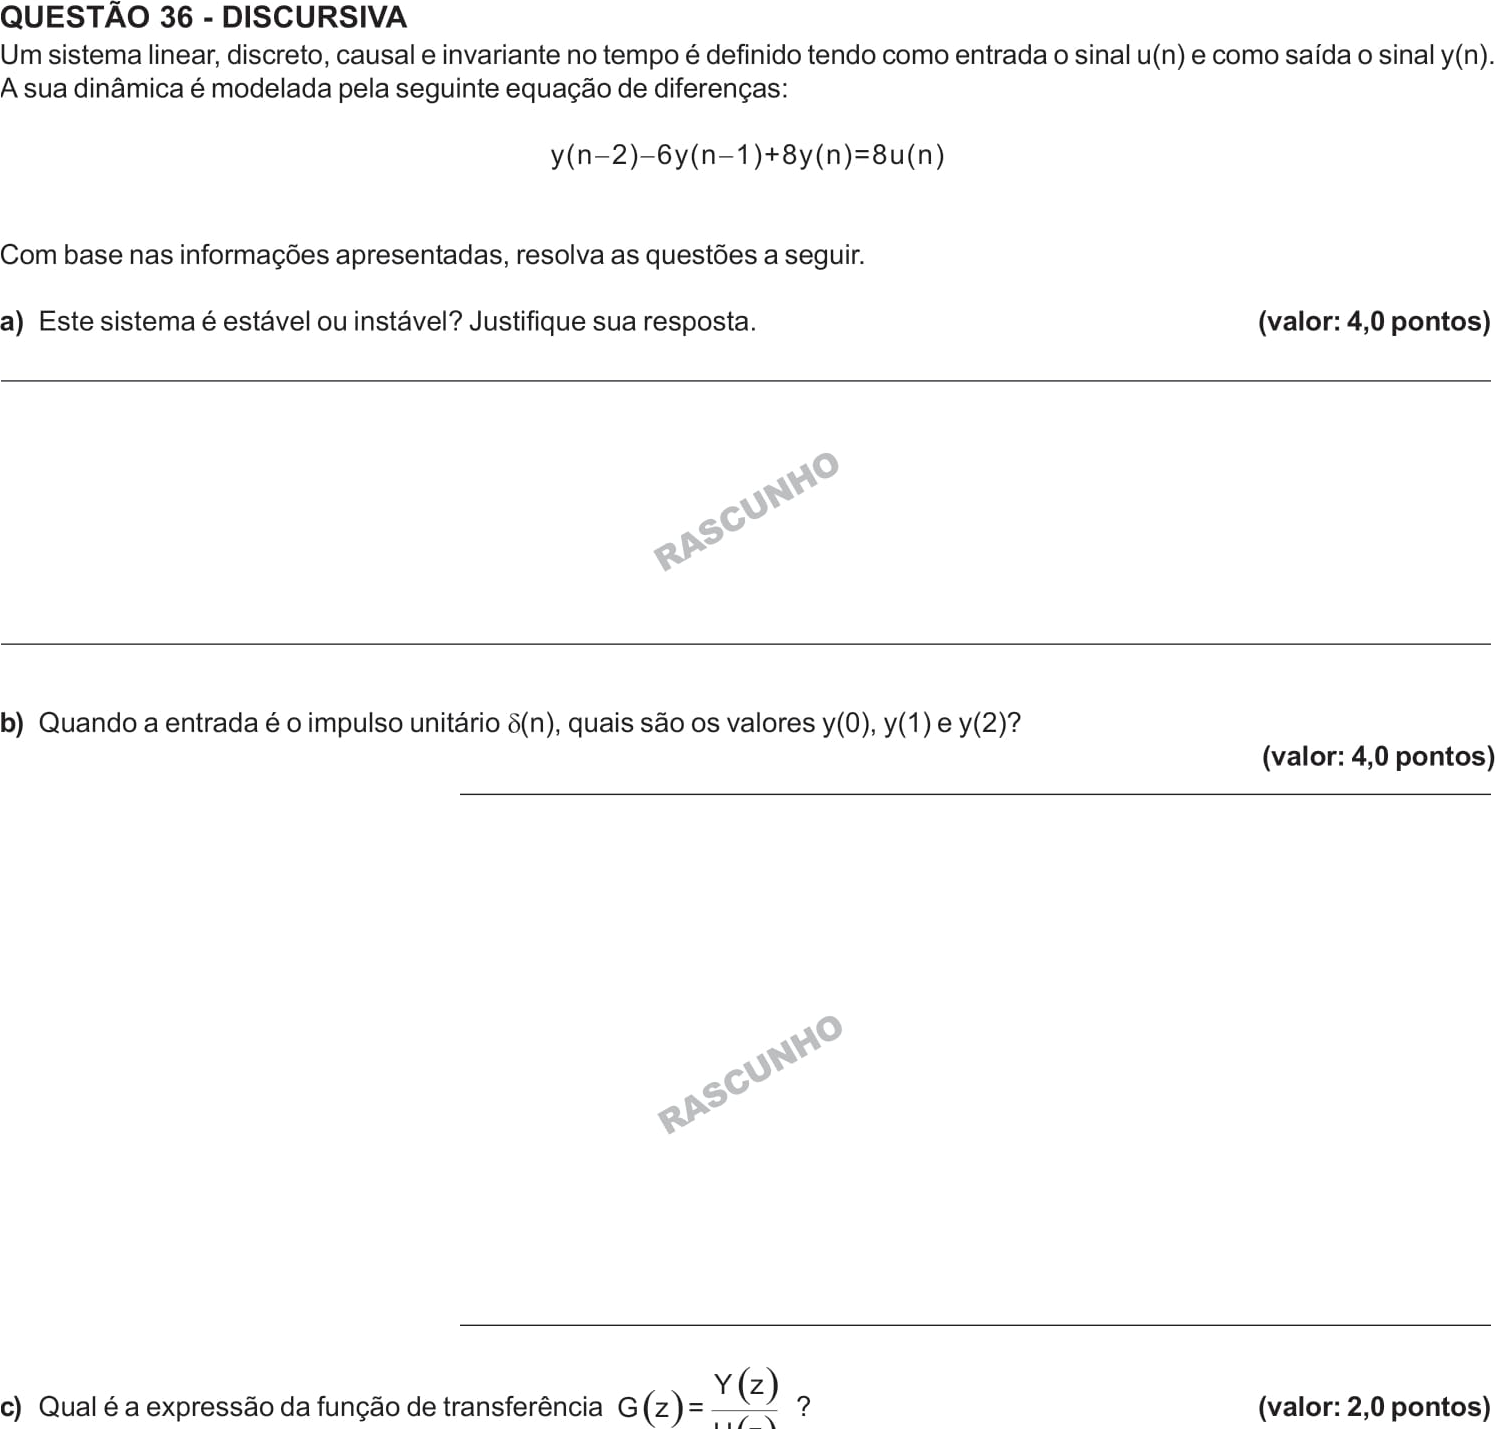 QUESTÃO 36 - DISCURSIVA
Um sistema linear, discreto, causal e invariante no tempo é definido tendo como entrada o sinal u(n) e como saída o sinal y(n).
A sua dinâmica é modelada pela seguinte equação de diferenças:
y(n–2)–6y(n–1)+8y(n)=8u(n)
Com base nas informações apresentadas, resolva as questões a seguir.
a) Este sistema é estável ou instável? Justifique sua resposta. (valor: 4,0 pontos)
RASCUNHO
b) Quando a entrada é o impulso unitário δ(n), quais são os valores y(0), y(1) e y(2)?
(valor: 4,0 pontos)
RASCUNHO
c) Qual é a expressão da função de transferência G(z)=Y(z)/ ? (valor: 2,0 pontos)